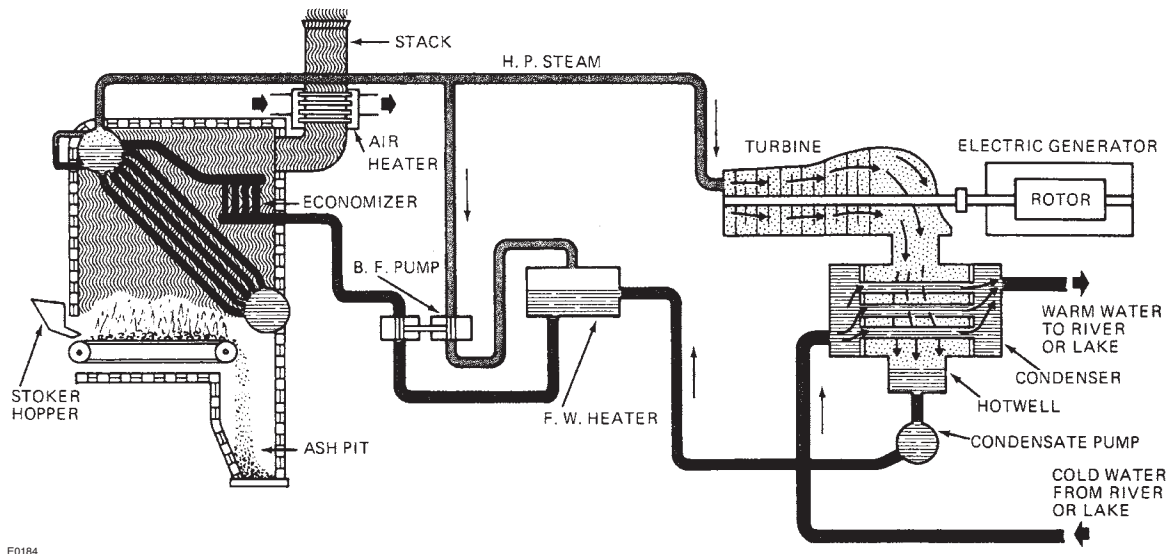 STACK
H. P. STEAM
AIR
HEATER
TURBINE
ELECTRIC GENERATOR
ROTOR
ECONOMIZER
B. F. PUMP
WARM WATER
TO RIVER
OR LAKE
STOKER
HOPPER
F. W. HEATER
CONDENSER
HOTWELL
ASH PIT
CONDENSATE PUMP
COLD WATER
FROM RIVER
OR LAKE
E0184